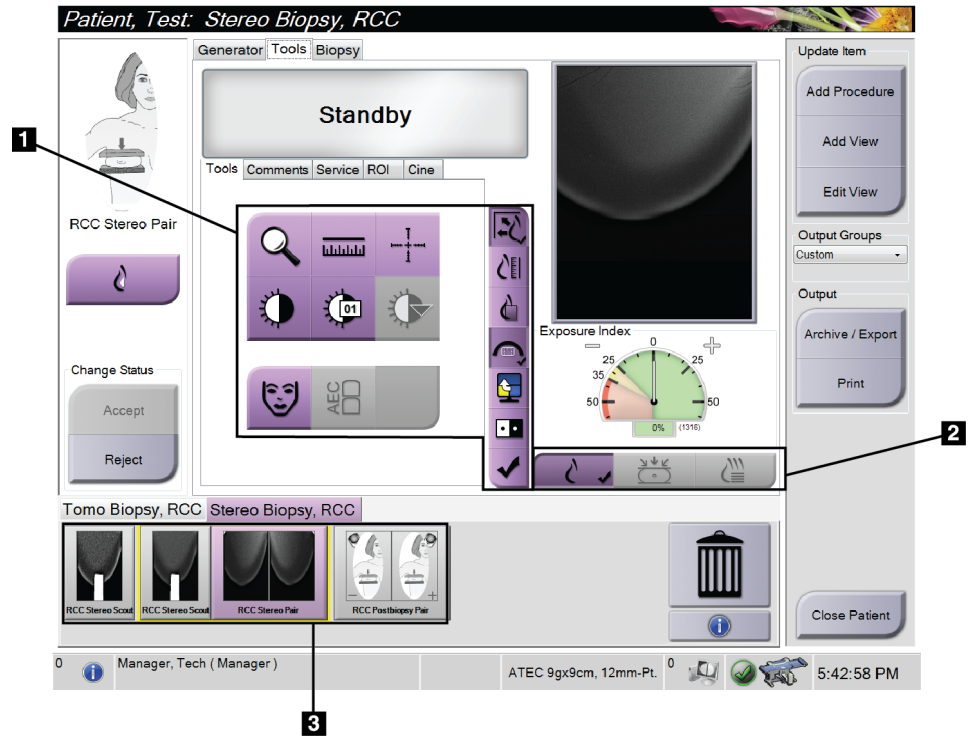 Patient, Test: Stereo Biopsy, RCC
Generator Tools Biopsy
Standby
Tools Comments Service ROI Cine
1
RCC Stereo Pair
01
AEC
Change Status
Accept
Reject
Exposure Index
0
25 25
35
50 50
0% (1316)
2
Update Item
Add Procedure
Add View
Edit View
Output Groups
Custom
Output
Archive / Export
Print
Tomo Biopsy, RCC Stereo Biopsy, RCC
RCC Stereo Scout RCC Stereo Scout RCC Stereo Pair RCC Postbiopsy Pair
3
Close Patient
0 Manager, Tech ( Manager ) ATEC 9gx9cm, 12mm-Pt. 0 5:42:58 PM